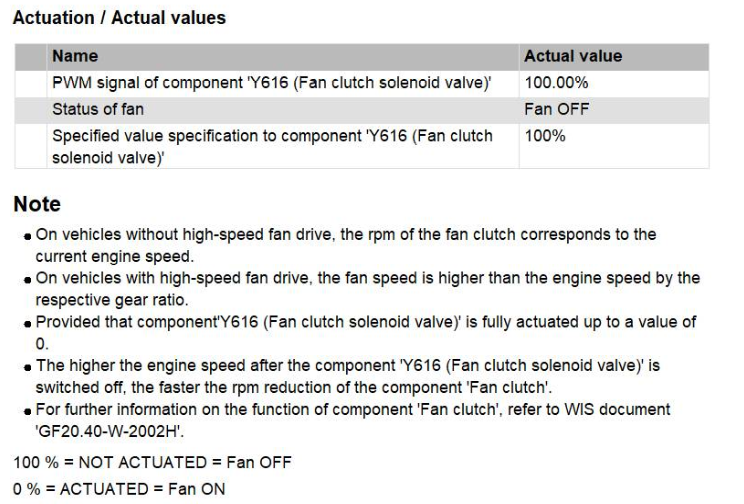 Actuation / Actual values
Name Actual value
PWM signal of component 'Y616 (Fan clutch solenoid valve)' 100.00%
Status of fan Fan OFF
Specified value specification to component 'Y616 (Fan clutch 100%
solenoid valve)'
Note
• On vehicles without high-speed fan drive, the rpm of the fan clutch corresponds to the
current engine speed.
• On vehicles with high-speed fan drive, the fan speed is higher than the engine speed by the
respective gear ratio.
• Provided that component'Y616 (Fan clutch solenoid valve)' is fully actuated up to a value of
0.
• The higher the engine speed after the component 'Y616 (Fan clutch solenoid valve)' is
switched off, the faster the rpm reduction of the component 'Fan clutch'.
• For further information on the function of component 'Fan clutch', refer to WIS document
'GF20.40-W-2002H'.
100 % = NOT ACTUATED = Fan OFF
0 % = ACTUATED = Fan ON